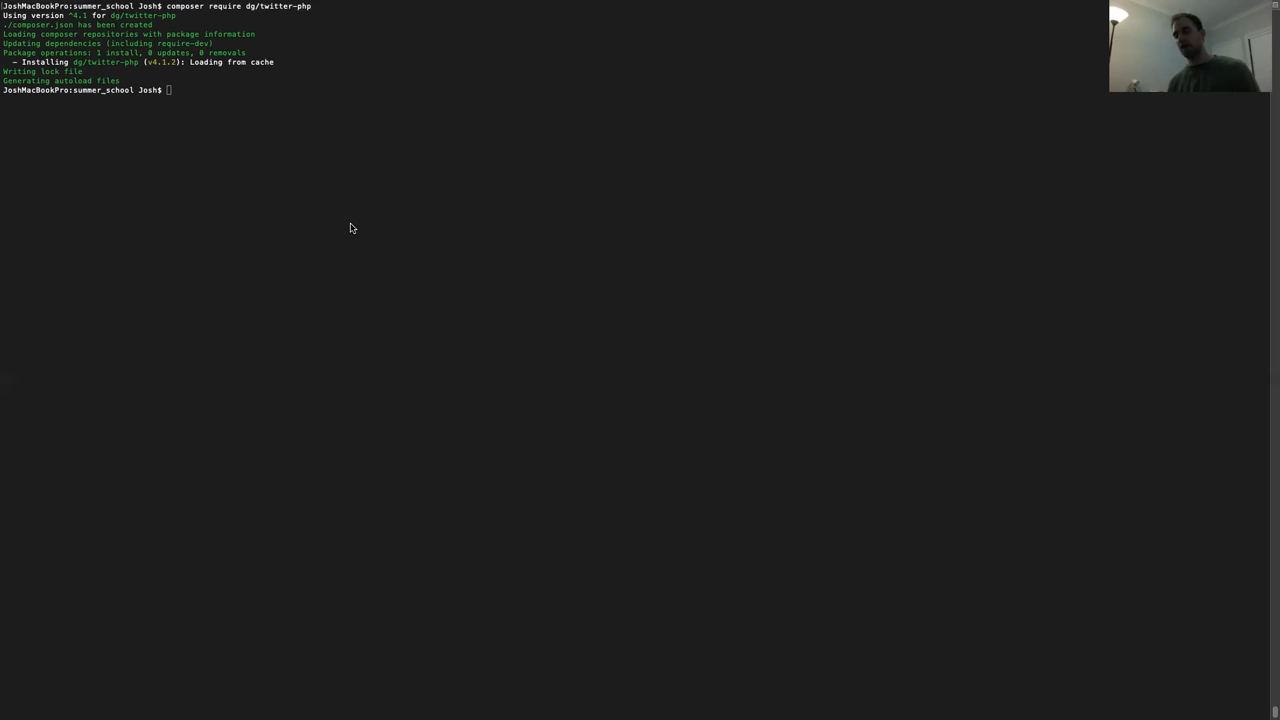 JoshMacBookPro:summer_school Josh$ composer require dg/twitter-php
Using version ^4.1 for dg/twitter-php
./composer.json has been created
Loading composer repositories with package information
Updating dependencies (including require-dev)
Package operations: 1 install, 0 updates, 0 removals
  - Installing dg/twitter-php (v4.1.2): Loading from cache
Writing lock file
Generating autoload files
JoshMacBookPro:summer_school Josh$